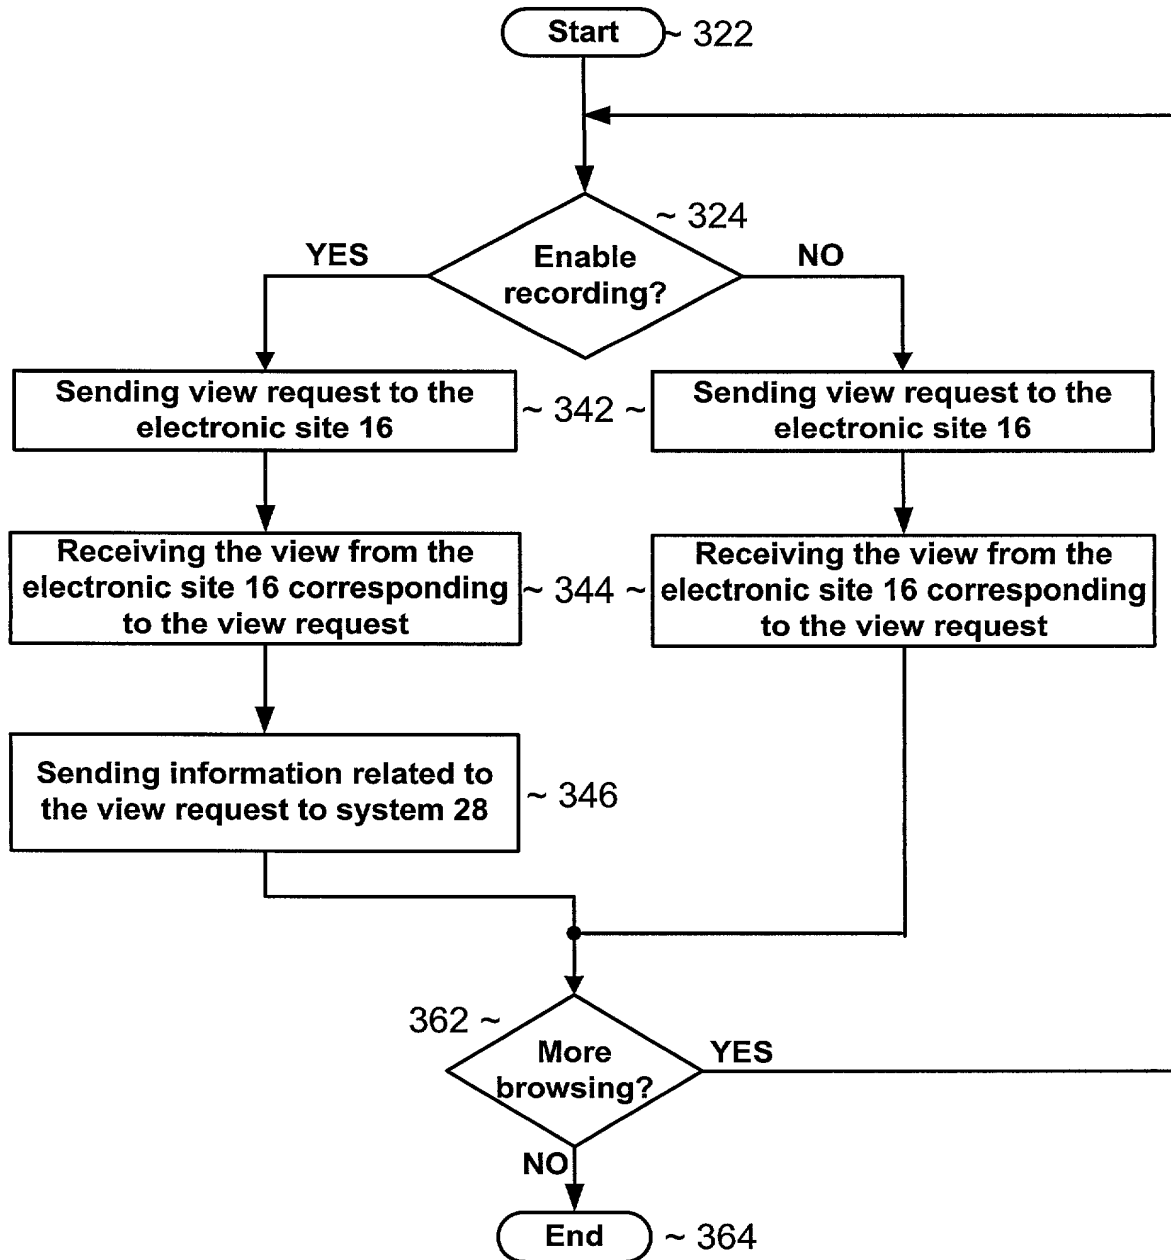 Start ~ 322
~ 324
YES
Enable
recording?
NO
Sending view request to the
electronic site 16
~ 342 ~
Sending view request to the
electronic site 16
Receiving the view from the
electronic site 16 corresponding
to the view request
~ 344 ~
Receiving the view from the
electronic site 16 corresponding
to the view request
Sending information related to
the view request to system 28
~ 346
362 ~
More
browsing?
YES
NO
End ~ 364